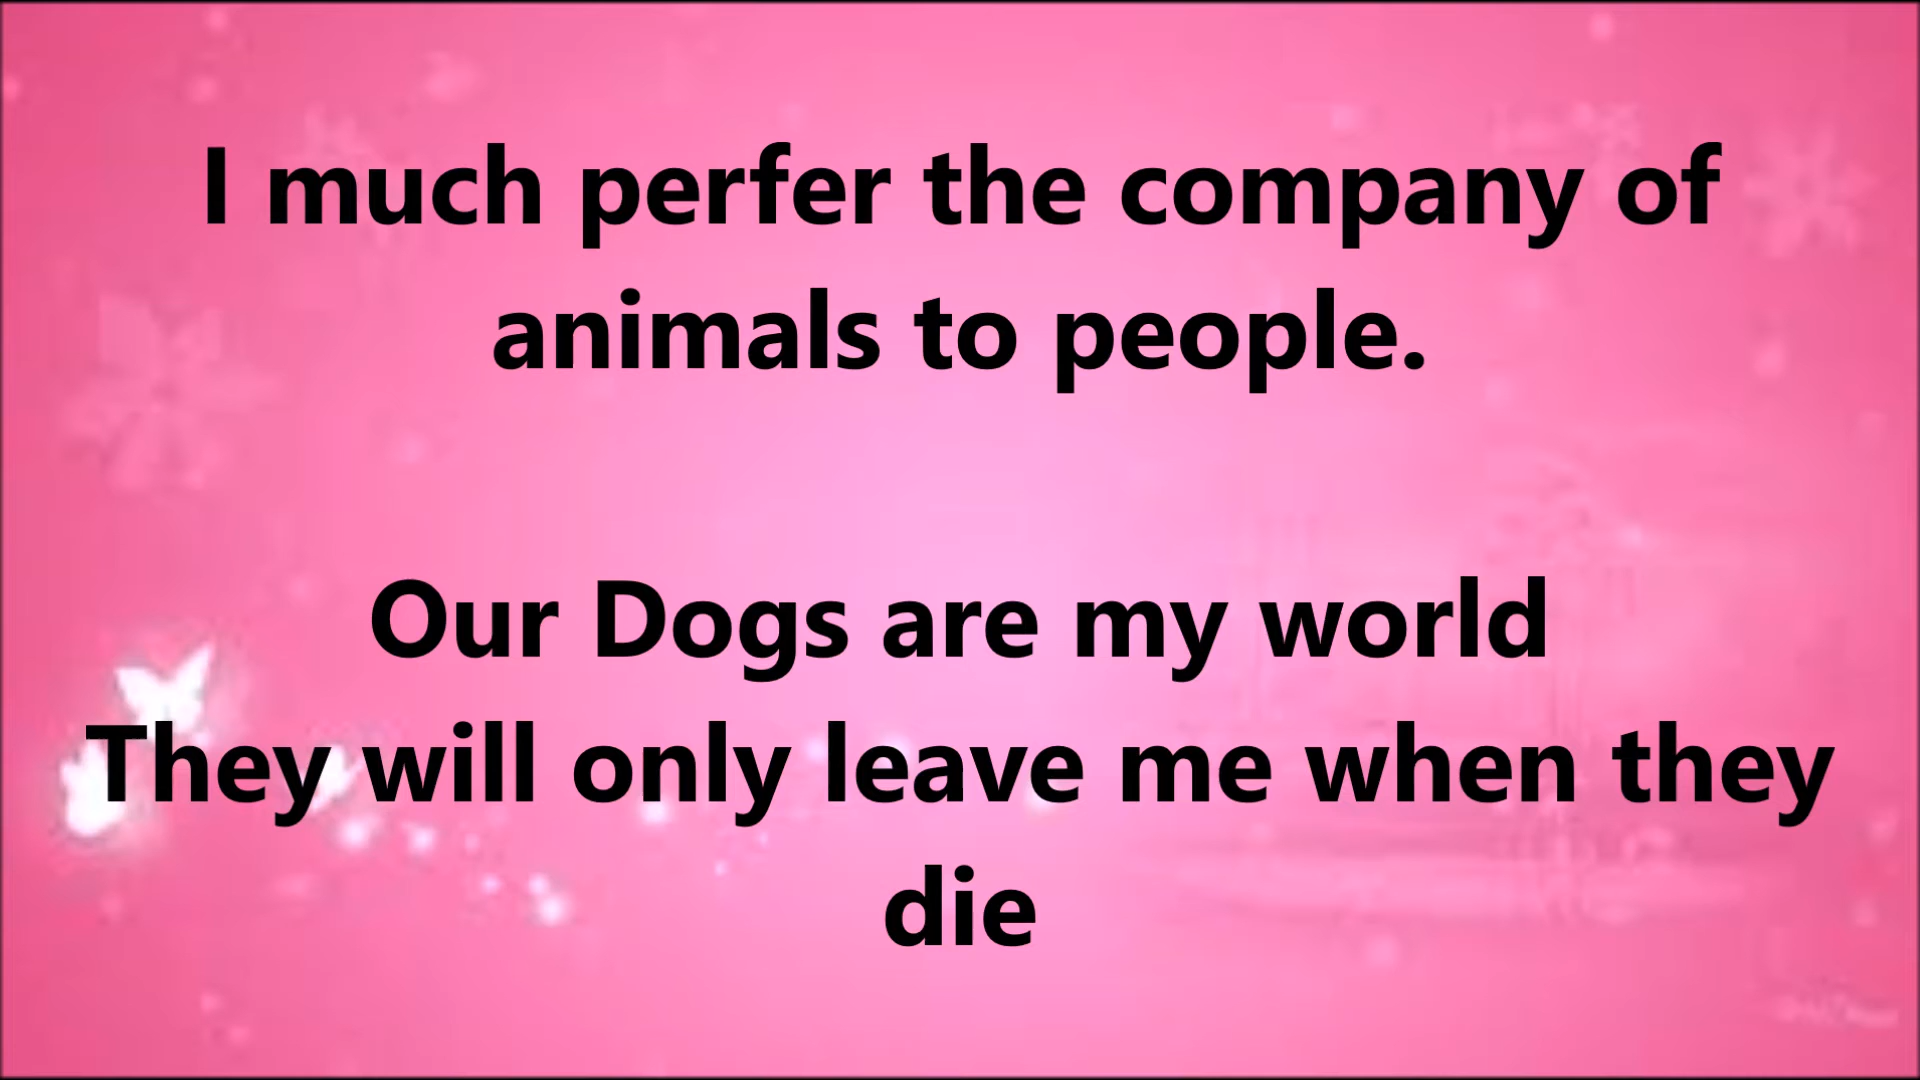 I much perfer the company of
animals to people.
Our Dogs are my world
They will only leave me when they
die